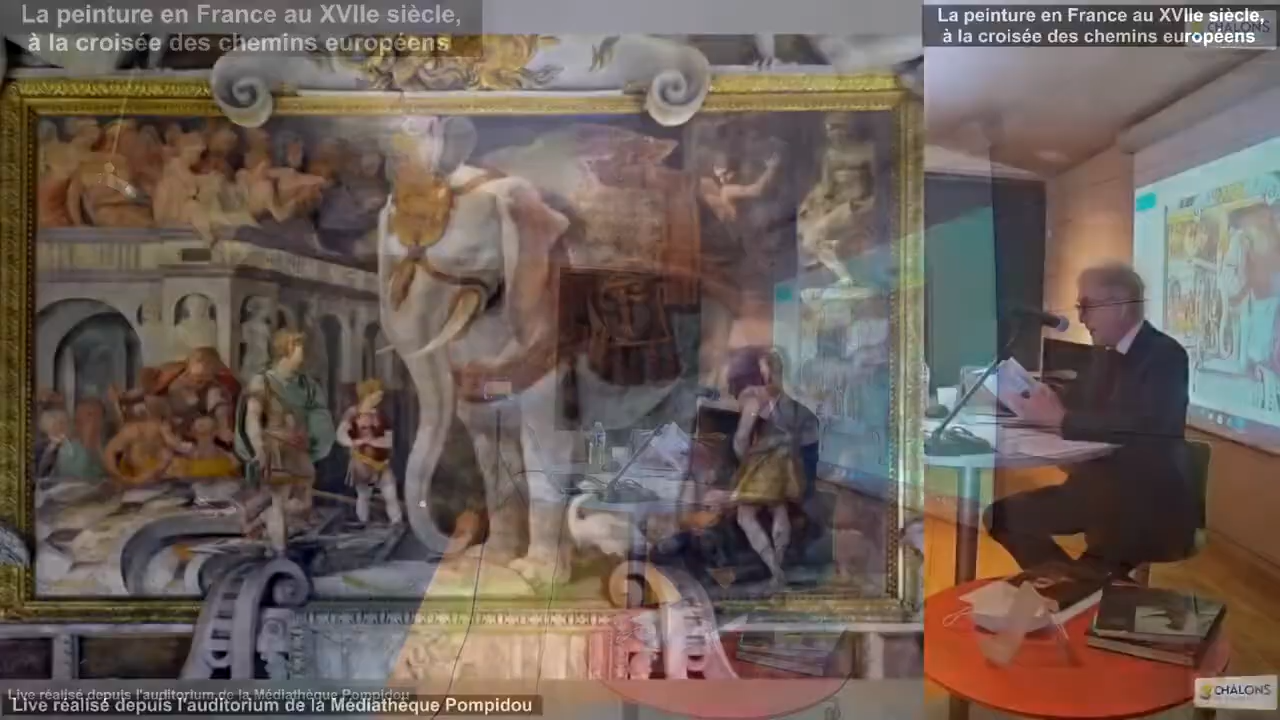 La peinture en France au XVIIe siècle,
à la croisée des chemins européens
La peinture en France au XVIIe siècle,
à la croisée des chemins européens
CHÂLONS
Live réalisé depuis l'auditorium de la Médiathèque Pompidou
Live réalisé depuis l'auditorium de la Médiathèque Pompidou
CHÂLONS